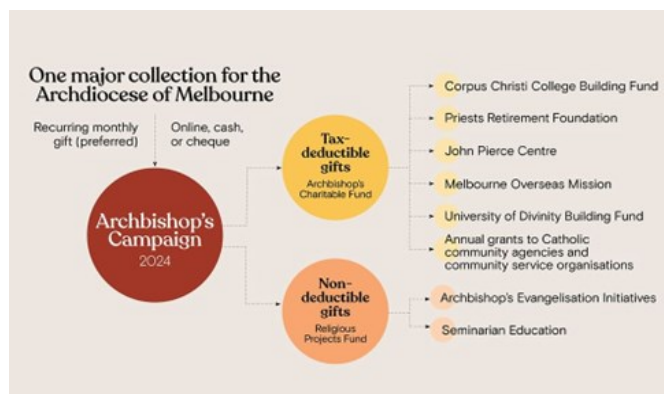 One major collection for the
Archdiocese of Melbourne
Recurring monthly
gift (preferred)
Online, cash,
or cheque
Archbishop's
Campaign
2024
Tax-
deductible
gifts
Archbishop's
Charitable Fund
Corpus Christi College Building Fund
Priests Retirement Foundation
John Pierce Centre
Melbourne Overseas Mission
University of Divinity Building Fund
Annual grants to Catholic
community agencies and
community service organisations
Non-
deductible
gifts
Religious
Projects Fund
Archbishop's Evangelisation Initiatives
Seminarian Education